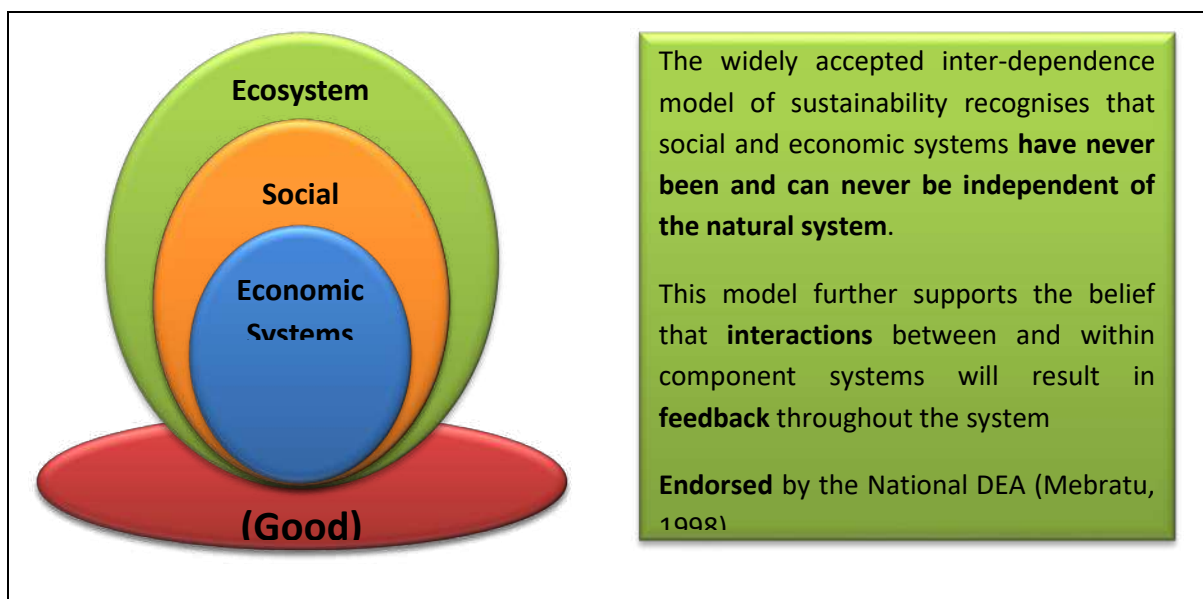 Ecosystem
Social
Economic
Systems
(Good)
The widely accepted inter-dependence
model of sustainability recognises that
social and economic systems have never
been and can never be independent of
the natural system.
This model further supports the belief
that interactions between and within
component systems will result in
feedback throughout the system
Endorsed by the National DEA (Mebratu,
1998)